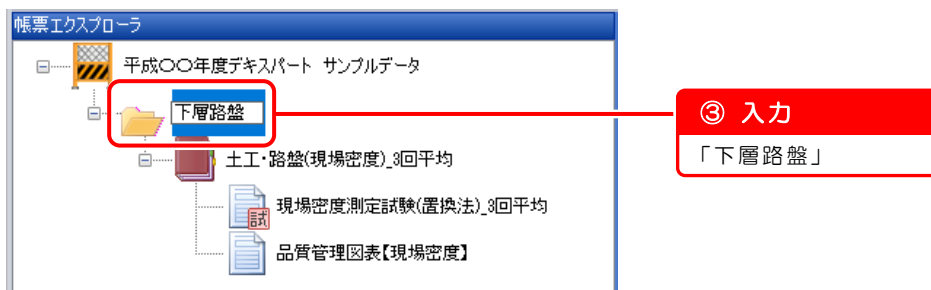 帳票エクスプローラ
平成〇〇年度デキスパート サンプルデータ
下層路盤
③ 入力
「下層路盤」
土工・路盤(現場密度)_3回平均
現場密度測定試験(置換法)_3回平均
試
品質管理図表【現場密度】